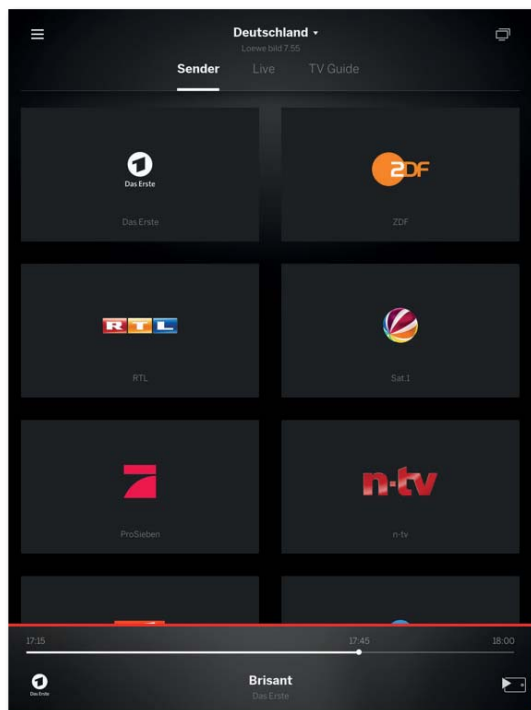 Deutschland
Loewe bild 7.55
Sender Live TV Guide
Das Erste ZDF
Das Erste ZDF
RTL
RTL Sat.1
n-tv
ProSieben n-tv
17:15 17:45 18:00
Das Erste Brisant
Das Erste